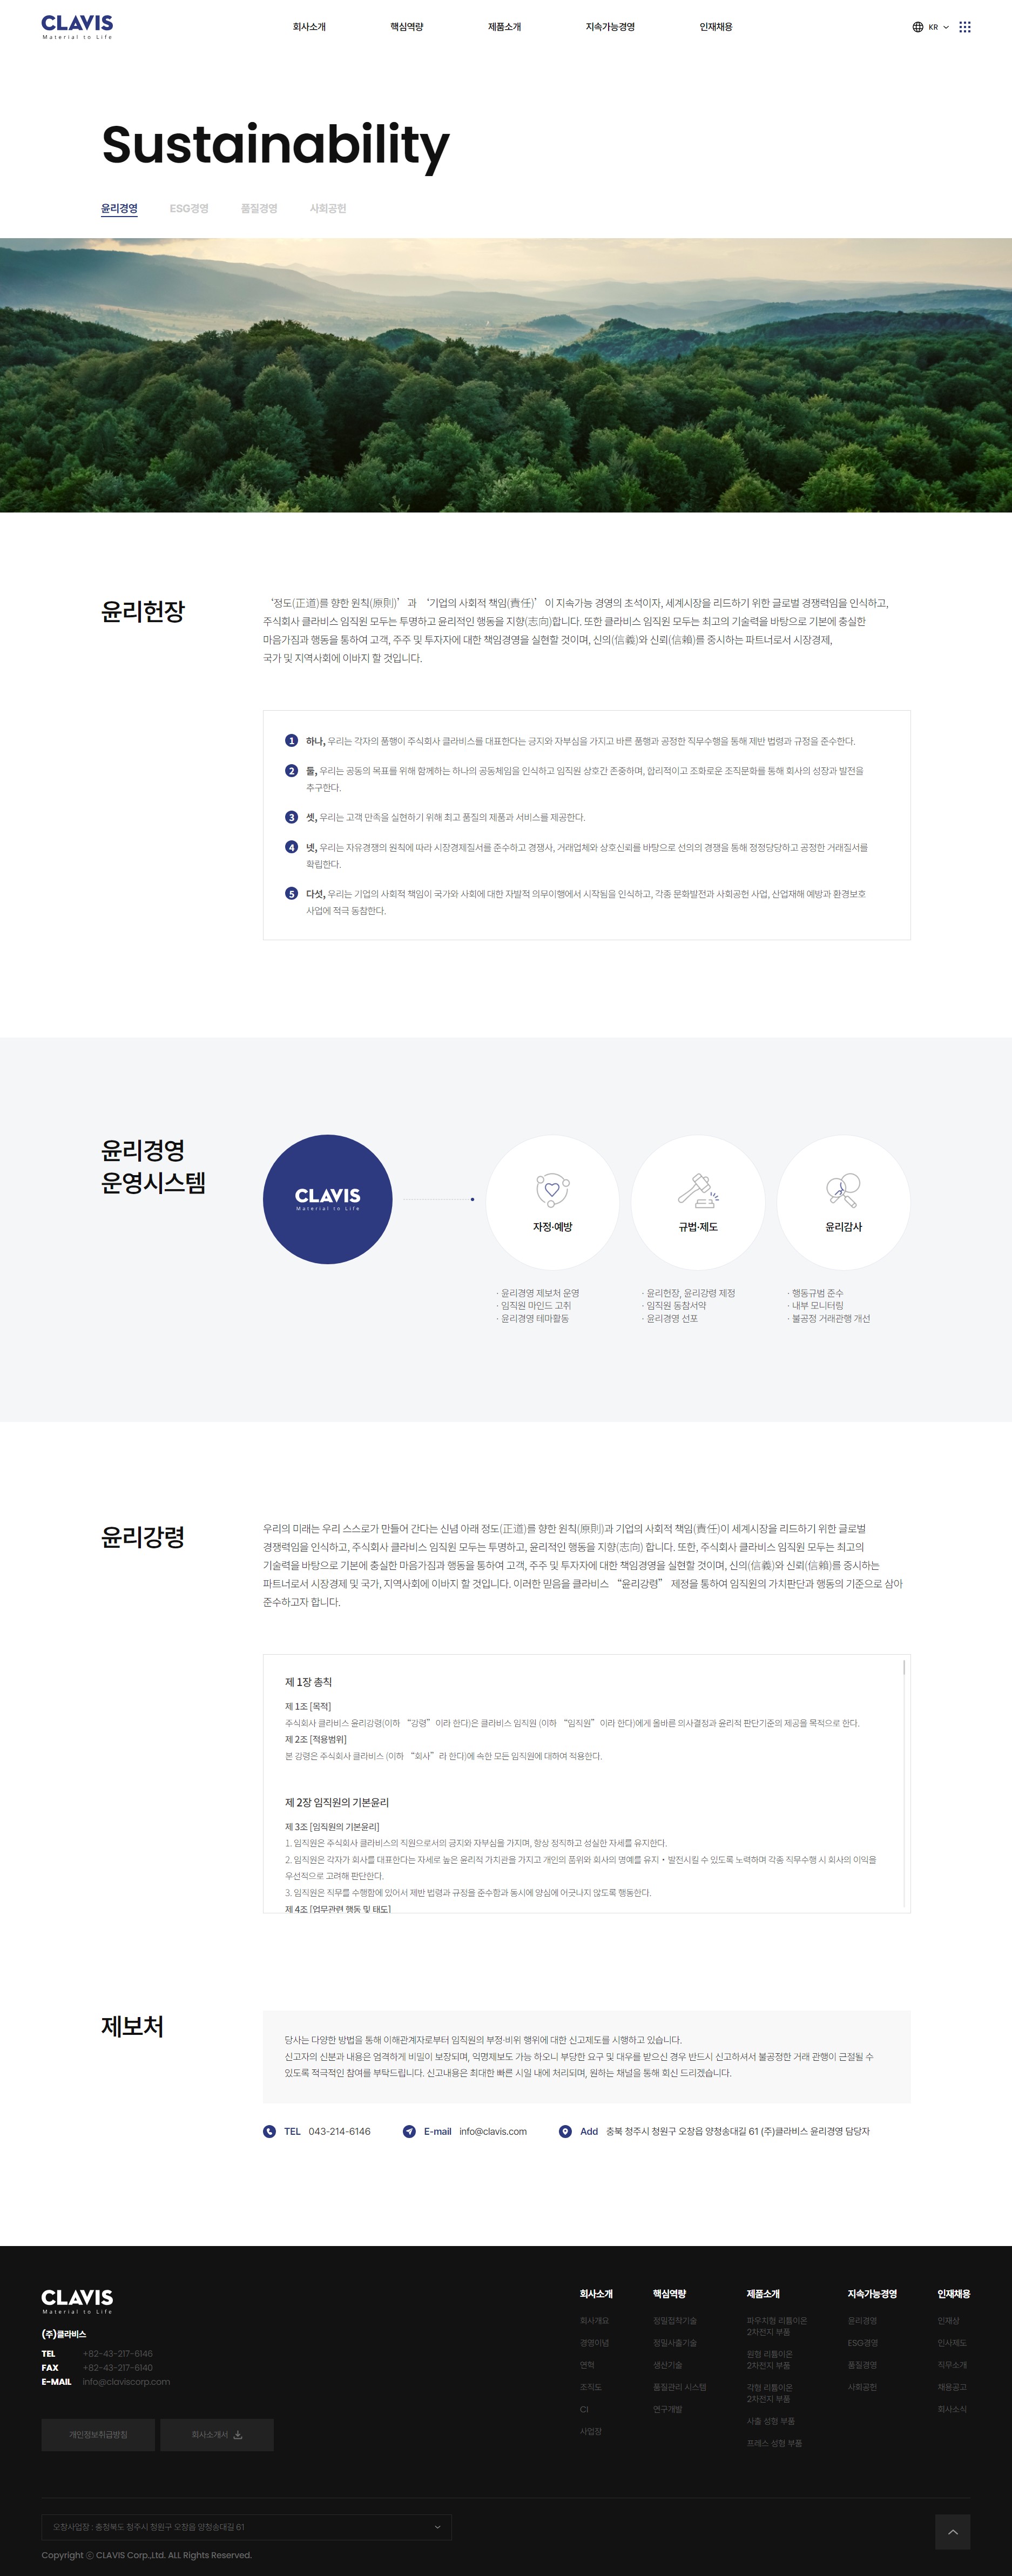 CLAVIS
Material to Life
회사소개
핵심역량
제품소개
지속가능경영
인재채용
KR
Sustainability
윤리경영
ESG경영
품질경영
사회공헌
윤리헌장
‘정도(正道)를 향한 원칙(原則)’ 과 ‘기업의 사회적 책임(責任)’ 이 지속가능 경영의 초석이자, 세계시장을 리드하기 위한 글로벌 경쟁력임을 인식하고,
주식회사 클라비스 임직원 모두는 투명하고 윤리적인 행동을 지향(志向)합니다. 또한 클라비스 임직원 모두는 최고의 기술력을 바탕으로 기본에 충실한
마음가짐과 행동을 통하여 고객, 주주 및 투자자에 대한 책임경영을 실현할 것이며, 신의(信義)와 신뢰(信賴)를 중시하는 파트너로서 시장경제,
국가 및 지역사회에 이바지 할 것입니다.
1 하나, 우리는 각자의 품행이 주식회사 클라비스를 대표한다는 긍지와 자부심을 가지고 바른 품행과 공정한 직무수행을 통해 제반 법령과 규정을 준수한다.
2 둘, 우리는 공동의 목표를 위해 함께하는 하나의 공동체임을 인식하고 임직원 상호간 존중하며, 합리적이고 조화로운 조직문화를 통해 회사의 성장과 발전을
추구한다.
3 셋, 우리는 고객 만족을 실현하기 위해 최고 품질의 제품과 서비스를 제공한다.
4 넷, 우리는 자유경쟁의 원칙에 따라 시장경제질서를 준수하고 경쟁사, 거래업체와 상호신뢰를 바탕으로 선의의 경쟁을 통해 정정당당하고 공정한 거래질서를
확립한다.
5 다섯, 우리는 기업의 사회적 책임이 국가와 사회에 대한 자발적 의무이행에서 시작됨을 인식하고, 각종 문화발전과 사회공헌 사업, 산업재해 예방과 환경보호
사업에 적극 동참한다.
윤리경영
운영시스템
CLAVIS
Material to Life
자정·예방
규범·제도
윤리감사
· 윤리경영 제보처 운영
· 임직원 마인드 고취
· 윤리경영 테마활동
· 윤리헌장, 윤리강령 제정
· 임직원 동참서약
· 윤리경영 선포
· 행동규범 준수
· 내부 모니터링
· 불공정 거래관행 개선
윤리강령
우리의 미래는 우리 스스로가 만들어 간다는 신념 아래 정도(正道)를 향한 원칙(原則)과 기업의 사회적 책임(責任)이 세계시장을 리드하기 위한 글로벌
경쟁력임을 인식하고, 주식회사 클라비스 임직원 모두는 투명하고, 윤리적인 행동을 지향(志向) 합니다. 또한, 주식회사 클라비스 임직원 모두는 최고의
기술력을 바탕으로 기본에 충실한 마음가짐과 행동을 통하여 고객, 주주 및 투자자에 대한 책임경영을 실현할 것이며, 신의(信義)와 신뢰(信賴)를 중시하는
파트너로서 시장경제 및 국가, 지역사회에 이바지 할 것입니다. 이러한 믿음을 클라비스 “윤리강령” 제정을 통하여 임직원의 가치판단과 행동의 기준으로 삼아
준수하고자 합니다.
제 1장 총칙
제 1조 [목적]
주식회사 클라비스 윤리강령(이하 “강령” 이라 한다)은 클라비스 임직원 (이하 “임직원” 이라 한다)에게 올바른 의사결정과 윤리적 판단기준의 제공을 목적으로 한다.
제 2조 [적용범위]
본 강령은 주식회사 클라비스 (이하 “회사” 라 한다)에 속한 모든 임직원에 대하여 적용한다.
제 2장 임직원의 기본윤리
제 3조 [임직원의 기본윤리]
1. 임직원은 주식회사 클라비스의 직원으로서의 긍지와 자부심을 가지며, 항상 정직하고 성실한 자세를 유지한다.
2. 임직원은 각자가 회사를 대표한다는 자세로 높은 윤리적 가치관을 가지고 개인의 품위와 회사의 명예를 유지 • 발전시킬 수 있도록 노력하며 각종 직무수행 시 회사의 이익을
우선적으로 고려해 판단한다.
3. 임직원은 직무를 수행함에 있어서 제반 법령과 규정을 준수함과 동시에 양심에 어긋나지 않도록 행동한다.
제 4조 [업무관련 행동 및 태도]
제보처
당사는 다양한 방법을 통해 이해관계자로부터 임직원의 부정·비위 행위에 대한 신고제도를 시행하고 있습니다.
신고자의 신분과 내용은 엄격하게 비밀이 보장되며, 익명제보도 가능 하오니 부당한 요구 및 대우를 받으신 경우 반드시 신고하셔서 불공정한 거래 관행이 근절될 수
있도록 적극적인 참여를 부탁드립니다. 신고내용은 최대한 빠른 시일 내에 처리되며, 원하는 채널을 통해 회신 드리겠습니다.
TEL 043-214-6146
E-mail info@clavis.com
Add 충북 청주시 청원구 오창읍 양청송대길 61 (주)클라비스 윤리경영 담당자
CLAVIS
Material to Life
(주)클라비스
TEL +82-43-217-6146
FAX +82-43-217-6140
E-MAIL info@claviscorp.com
개인정보취급방침
회사소개서
회사소개
회사개요
경영이념
연혁
조직도
CI
사업장
핵심역량
정밀접착기술
정밀사출기술
생산기술
품질관리 시스템
연구개발
제품소개
파우치형 리튬이온
2차전지 부품
원형 리튬이온
2차전지 부품
각형 리튬이온
2차전지 부품
사출 성형 부품
프레스 성형 부품
지속가능경영
윤리경영
ESG경영
품질경영
사회공헌
인재채용
인재상
인사제도
직무소개
채용공고
회사소식
오창사업장 : 충청북도 청주시 청원구 오창읍 양청송대길 61
Copyright ⓒ CLAVIS Corp.,Ltd. ALL Rights Reserved.